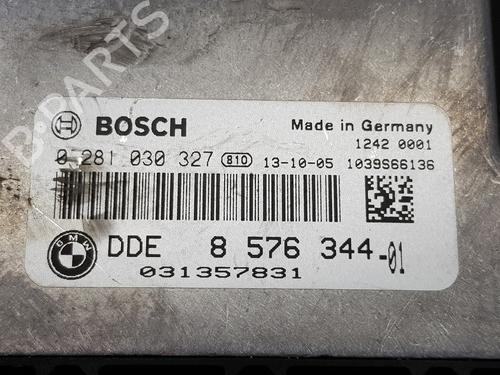 B-PARTS
BOSCH
Made in Germany
1242 0001
0 281 030 327 810 13-10-05 1039S66136
BMW
DDE 8 576 344-01
031357831